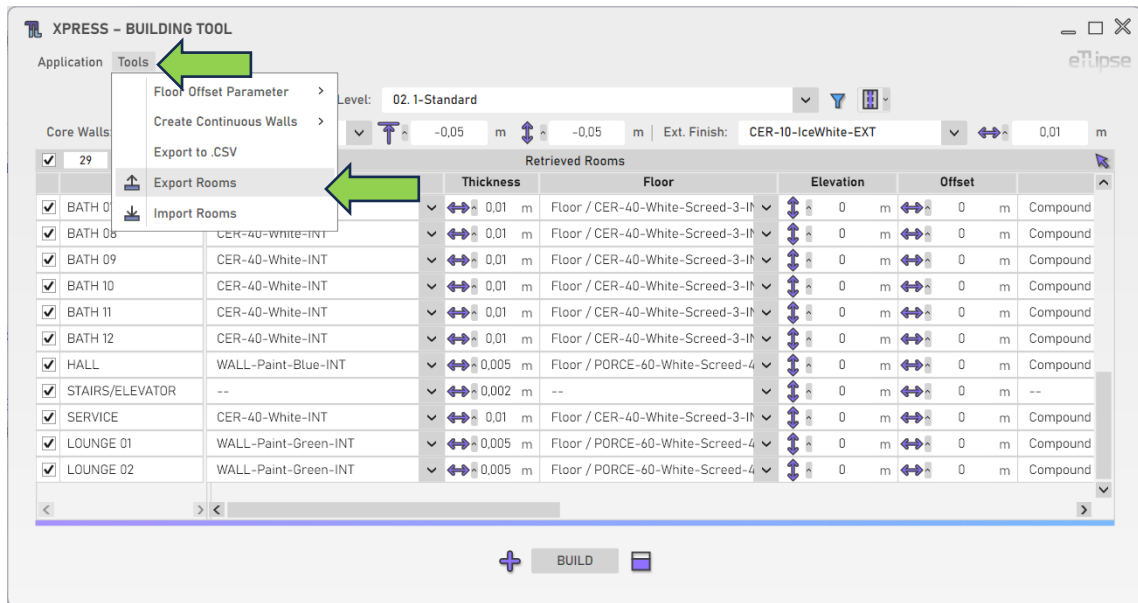 XPRESS – BUILDING TOOL
Application Tools
eTLipse
Floor Offset Parameter
Create Continuous Walls
Export to .CSV
Export Rooms
Import Rooms
Level: 02. 1-Standard
Core Walls: -0,05 m -0,05 m Ext. Finish: CER-10-IceWhite-EXT 0,01 m
29 Retrieved Rooms
Thickness Floor Elevation Offset
BATH 0 0,01 m Floor / CER-40-White-Screed-3-IN 0 m 0 m Compound
BATH 08 CER-40-White-INT 0,01 m Floor / CER-40-White-Screed-3-IN 0 m 0 m Compound
BATH 09 CER-40-White-INT 0,01 m Floor / CER-40-White-Screed-3-IN 0 m 0 m Compound
BATH 10 CER-40-White-INT 0,01 m Floor / CER-40-White-Screed-3-IN 0 m 0 m Compound
BATH 11 CER-40-White-INT 0,01 m Floor / CER-40-White-Screed-3-IN 0 m 0 m Compound
BATH 12 CER-40-White-INT 0,01 m Floor / CER-40-White-Screed-3-IN 0 m 0 m Compound
HALL WALL-Paint-Blue-INT 0,005 m Floor / PORCE-60-White-Screed-4 0 m 0 m Compound
STAIRS/ELEVATOR -- 0,002 m -- 0 m 0 m --
SERVICE CER-40-White-INT 0,01 m Floor / CER-40-White-Screed-3-IN 0 m 0 m Compound
LOUNGE 01 WALL-Paint-Green-INT 0,005 m Floor / PORCE-60-White-Screed-4 0 m 0 m Compound
LOUNGE 02 WALL-Paint-Green-INT 0,005 m Floor / PORCE-60-White-Screed-4 0 m 0 m Compound
BUILD